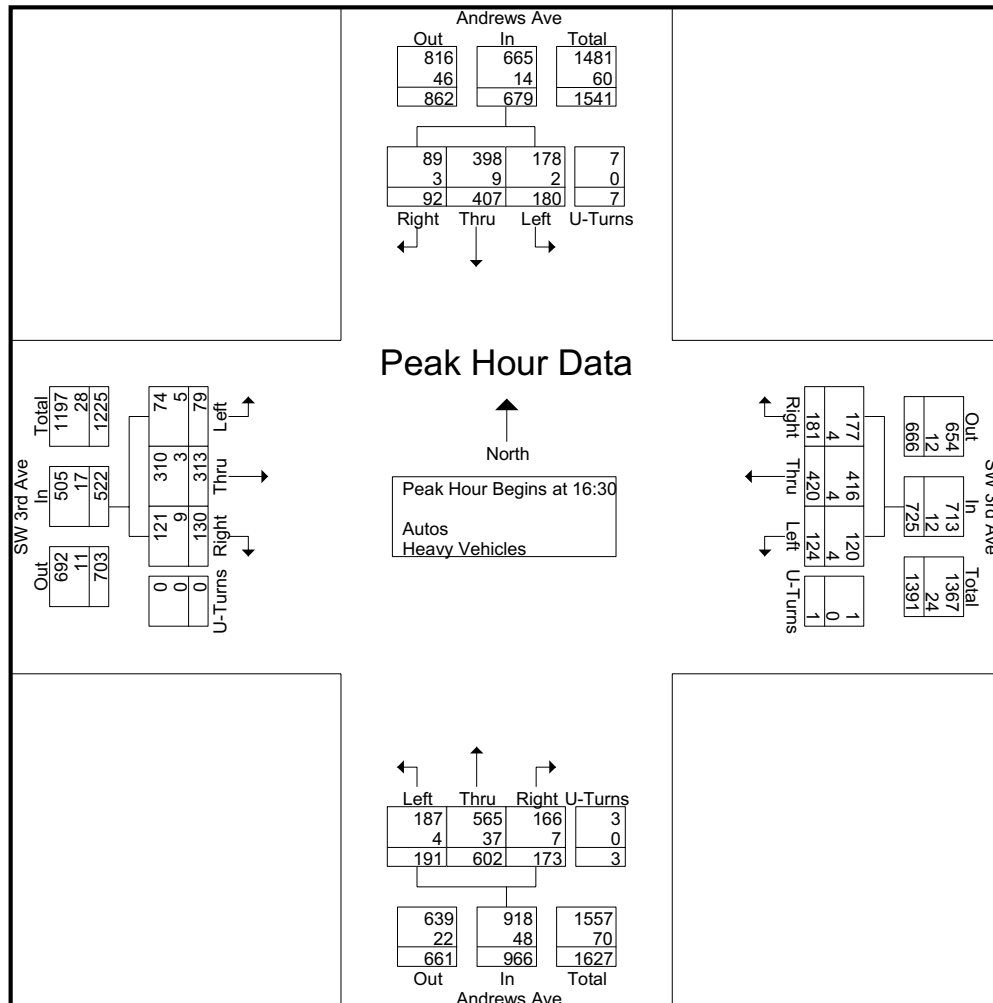 Andrews Ave
Out In Total
816 665 1481
46 14 60
862 679 1541
89 398 178 7
3 9 2 0
92 407 180 7
Right Thru Left U-Turns
Peak Hour Data
North
Peak Hour Begins at 16:30
Autos
Heavy Vehicles
SW 3rd Ave
Out In Total
692 505 1197
11 17 28
703 522 1225
74 310 121 0
5 3 9 0
79 313 130 0
Left Thru Right U-Turns
SW 3rd Ave
Out In Total
654 713 1367
12 12 24
666 725 1391
177 416 120 1
4 4 4 0
181 420 124 1
Right Thru Left U-Turns
Left Thru Right U-Turns
187 565 166 3
4 37 7 0
191 602 173 3
639 918 1557
22 48 70
661 966 1627
Out In Total
Andrews Ave